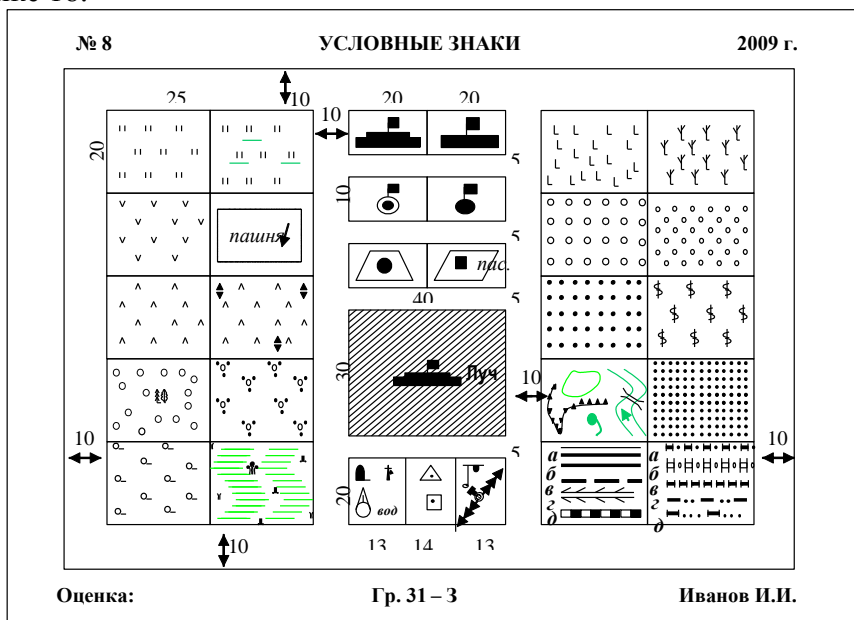 № 8 УСЛОВНЫЕ ЗНАКИ 2009 г.
25 10 20 20
10
20 5
10
5
пашня
пас.
40 5
30 Луч
10
10 10
5
20 вод
а а
б б
в в
г г
д д
10 13 14 13
Оценка: Гр. 31 – З Иванов И.И.